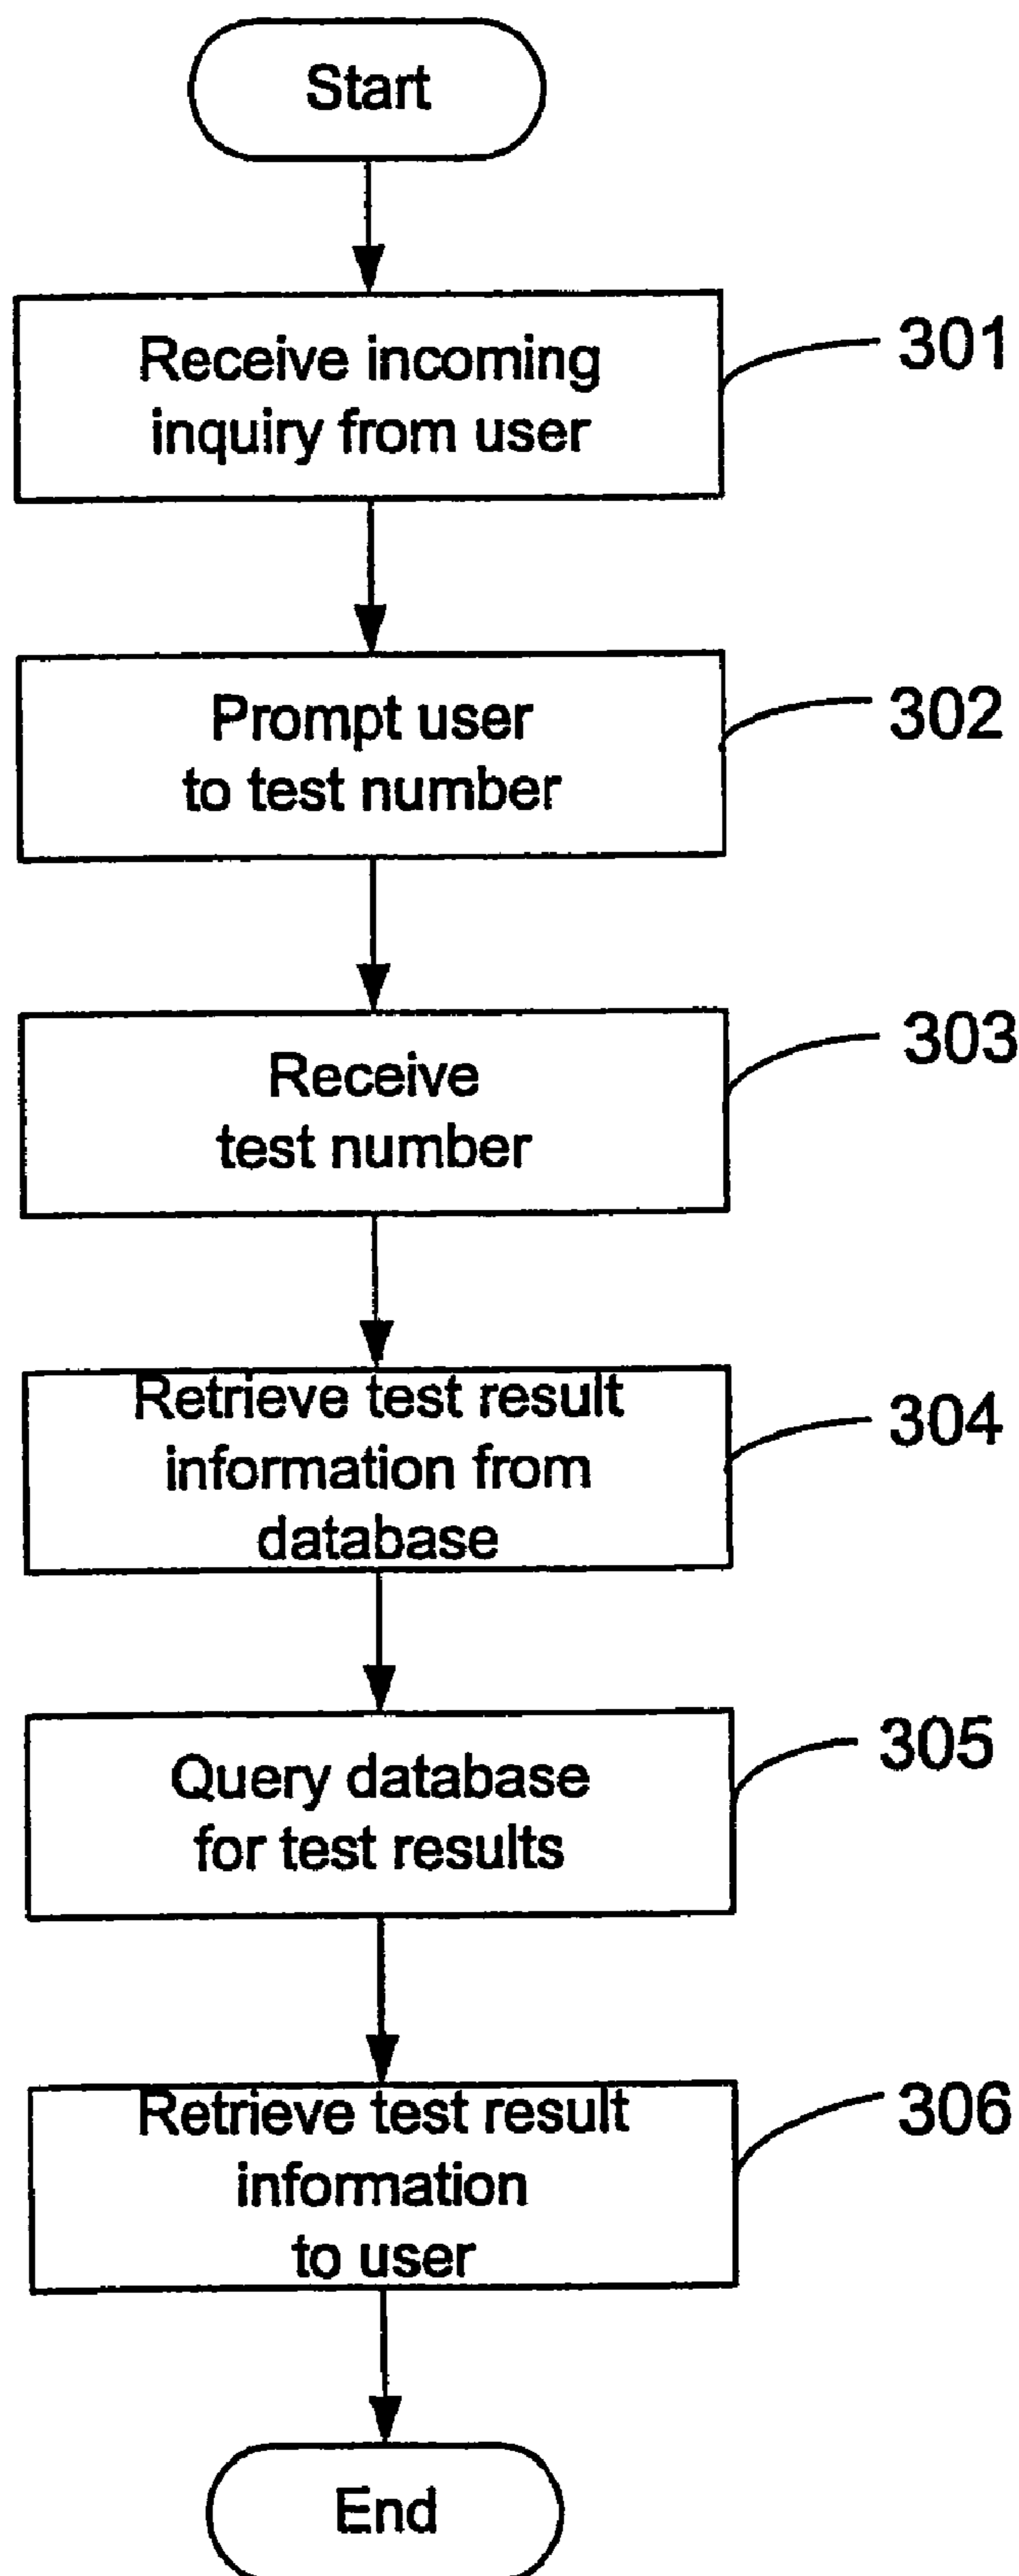 Start
Receive incoming
inquiry from user
301
Prompt user
to test number
302
Receive
test number
303
Retrieve test result
information from
database
304
Query database
for test results
305
Retrieve test result
information
to user
306
End